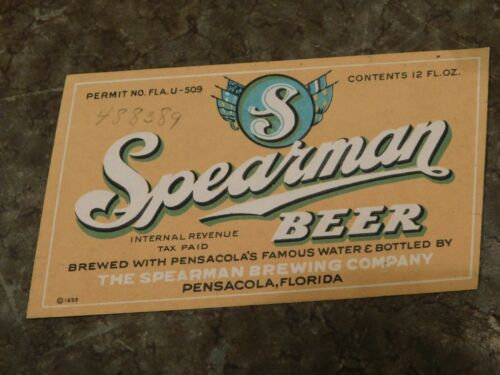 PERMIT NO. FLA. U-509
CONTENTS 12 FL. OZ.
488389
S
Spearman
BEER
INTERNAL REVENUE
TAX PAID
BREWED WITH PENSACOLA'S FAMOUS WATER & BOTTLED BY
THE SPEARMAN BREWING COMPANY
PENSACOLA, FLORIDA
© 1935